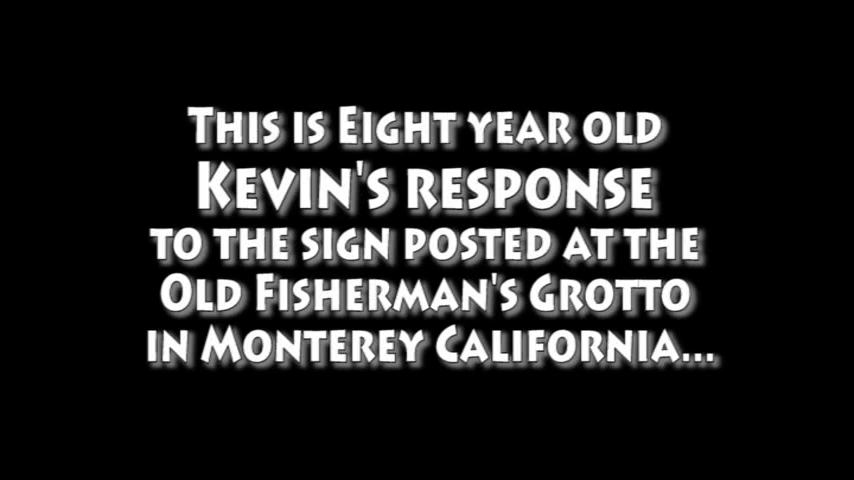 This is Eight year old
Kevin's response
to the sign posted at the
Old Fisherman's Grotto
in Monterey California...